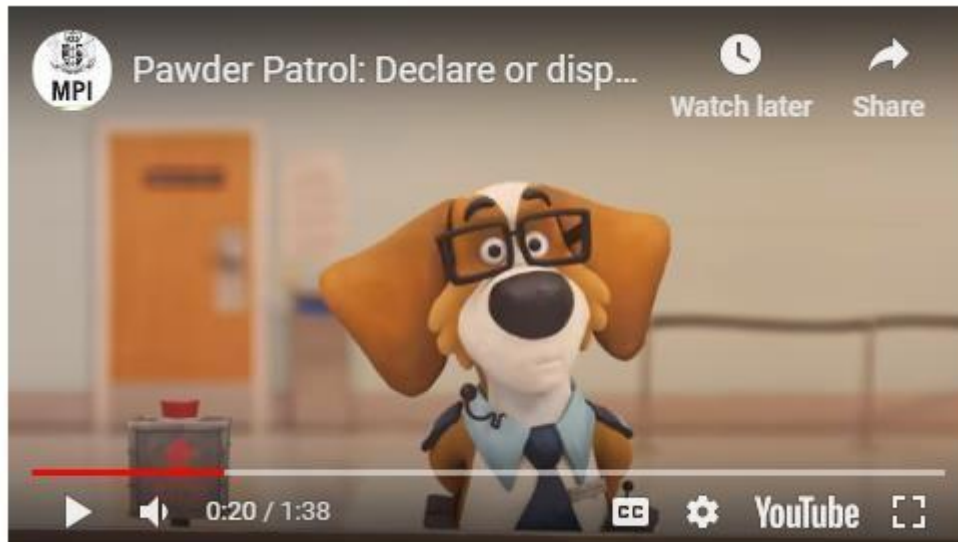 MPI
Pawder Patrol: Declare or disp...
Watch later
Share
0:20 / 1:38
CC
YouTube